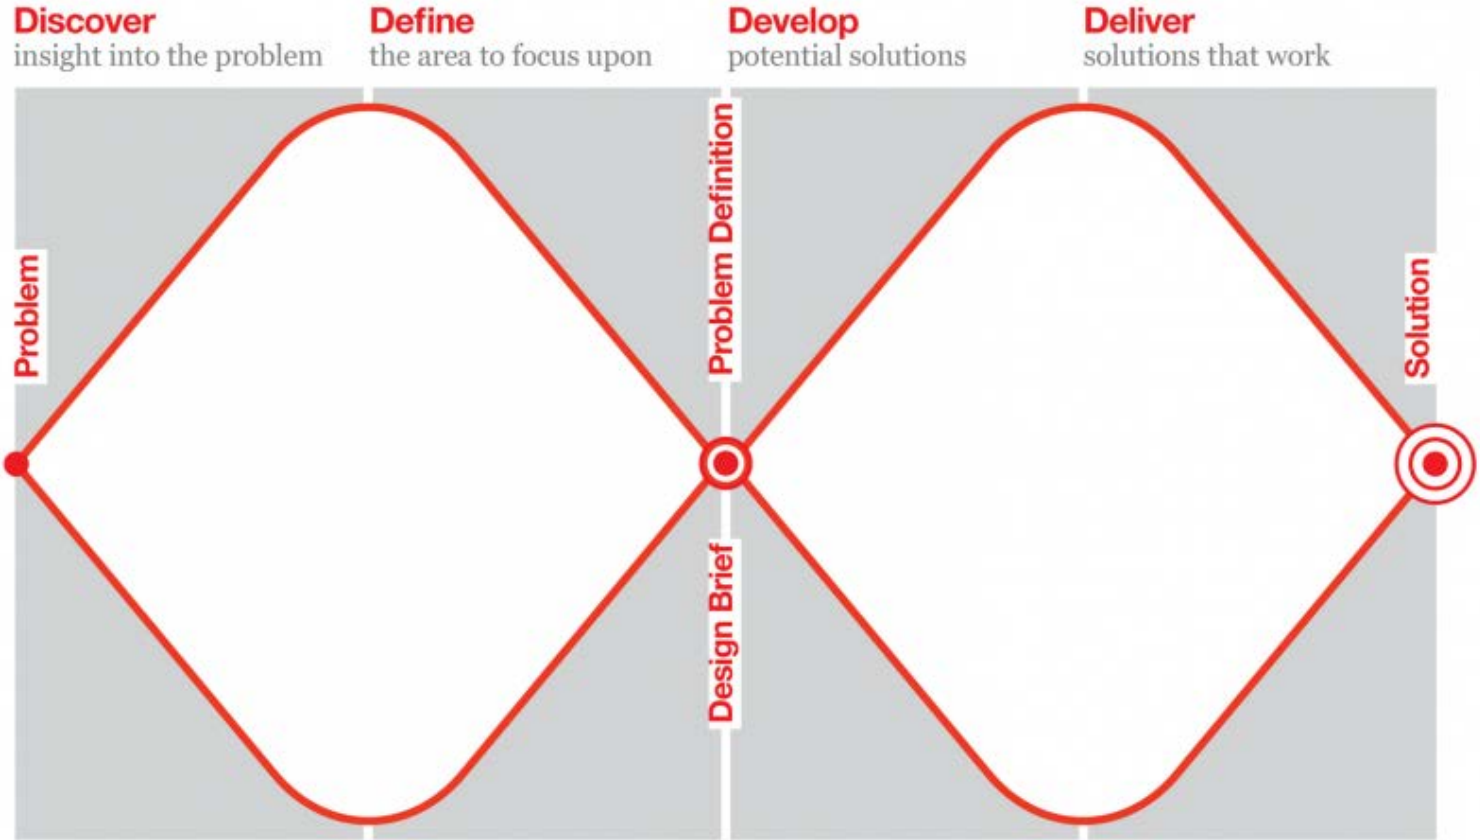 Discover
insight into the problem
Define
the area to focus upon
Develop
potential solutions
Deliver
solutions that work
Problem
Problem Definition
Design Brief
Solution